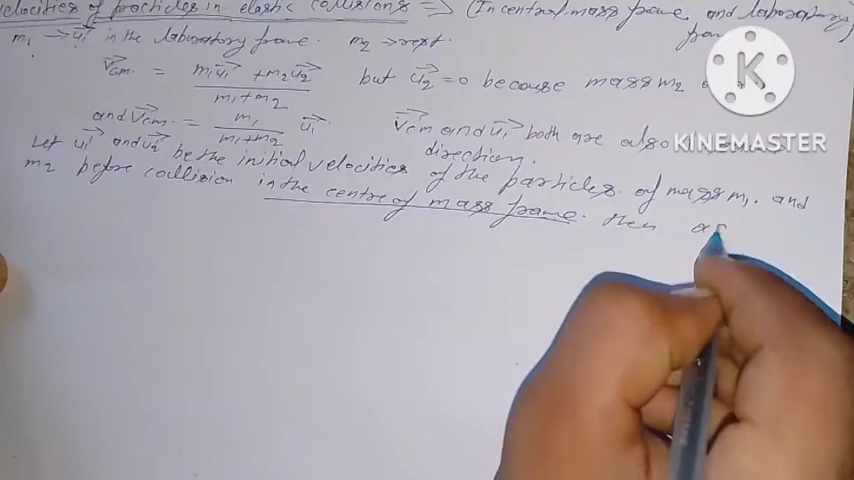 velocities of particles in elastic collisions => (In central mass frame and laboratory
m1 → u1 in the laboratory frame. m2 → rest. frame
Vcm = m1u1 + m2u2 / m1+m2 but u2 = 0 because mass m2
and Vcm = m1 / m1+m2 u1 Vcm and u1 both are also
direction.
Let u1' and u2' be the initial velocities of the particles of mass m1. and
m2 before collision in the centre of mass frame. then as
K
KINEMASTER